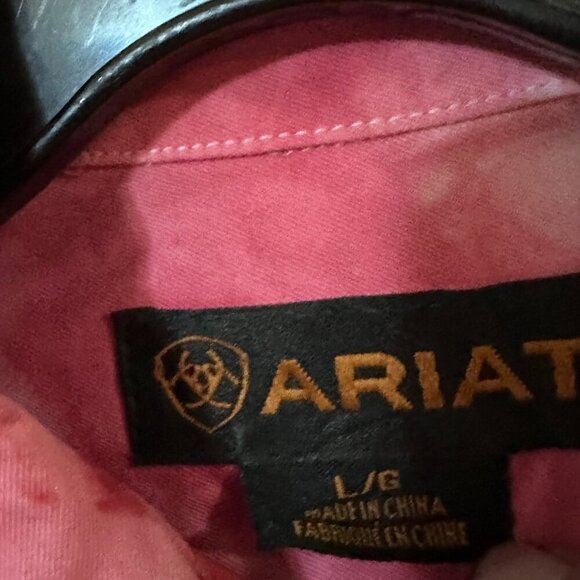 ARIAT
L/G
MADE IN CHINA
FABRIQUÉ EN CHINE